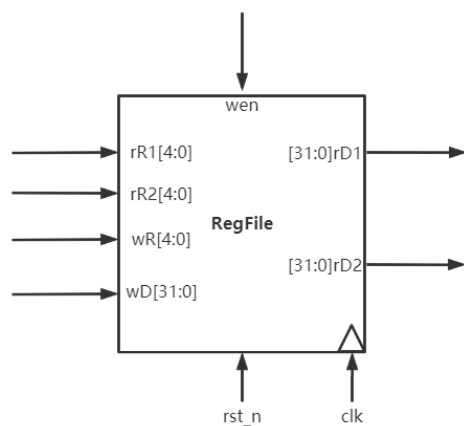 wen
rR1[4:0]
[31:0]rD1
rR2[4:0]
RegFile
wR[4:0]
[31:0]rD2
wD[31:0]
rst_n
clk